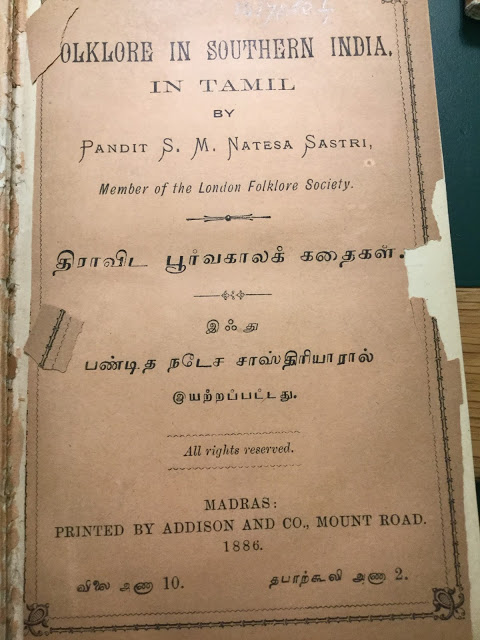 OLKLORE IN SOUTHERN INDIA.
IN TAMIL
BY
PANDIT S. M. NATESA SASTRI,
Member of the London Folklore Society.
திராவிட பூர்வகாலக் கதைகள்.
இஃது
பண்டித நடேச சாஸ்திரியாரால்
இயற்றப்பட்டது.
All rights reserved.
MADRAS:
PRINTED BY ADDISON AND CO., MOUNT ROAD.
1886.
விலை அணா 10. தபாற்கூலி அணா 2.